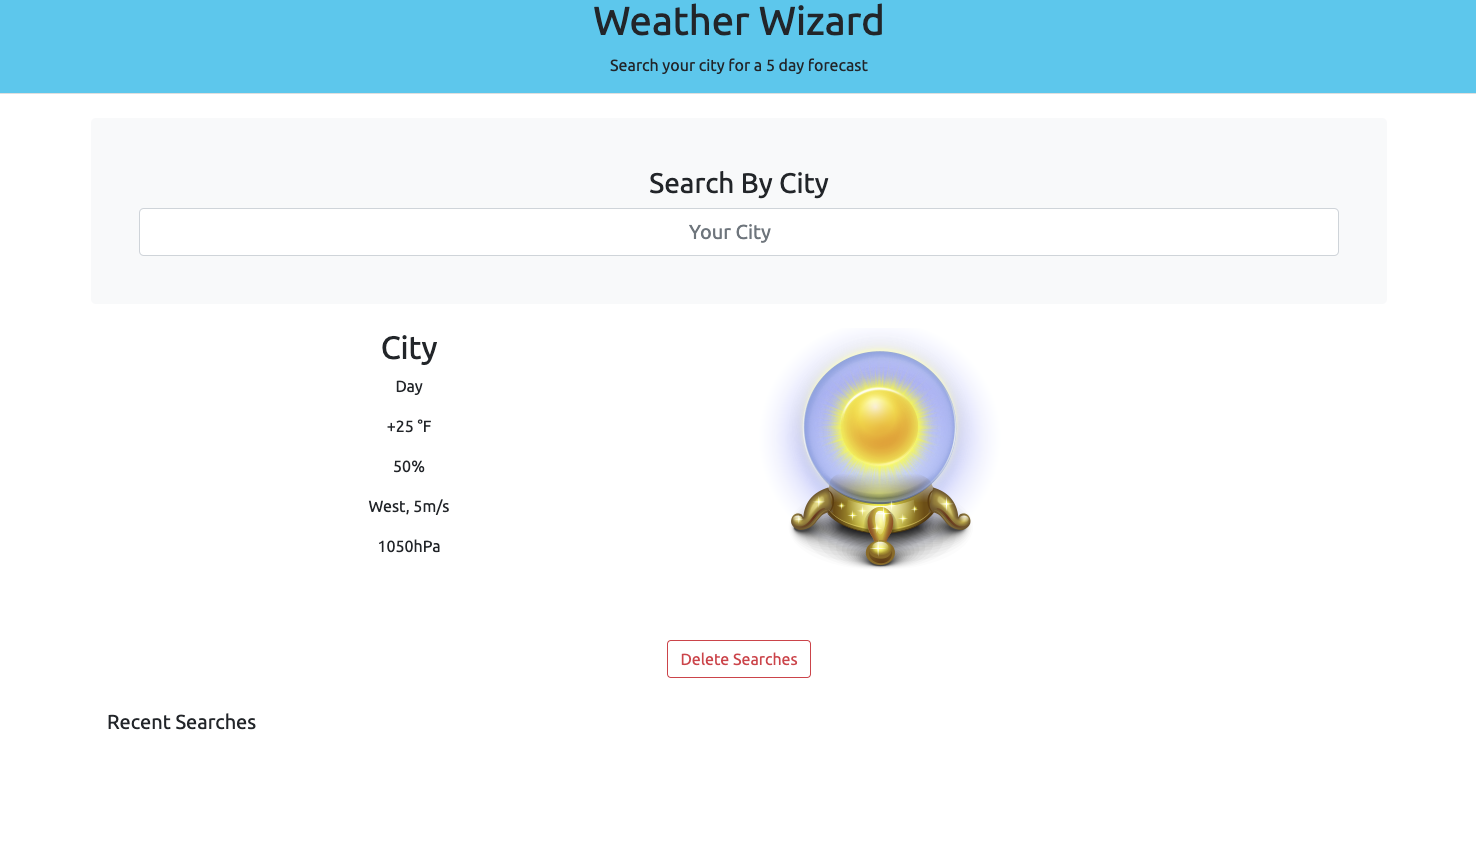 Weather Wizard
Search your city for a 5 day forecast
Search By City
Your City
City
Day
+25 °F
50%
West, 5m/s
1050hPa
Delete Searches
Recent Searches